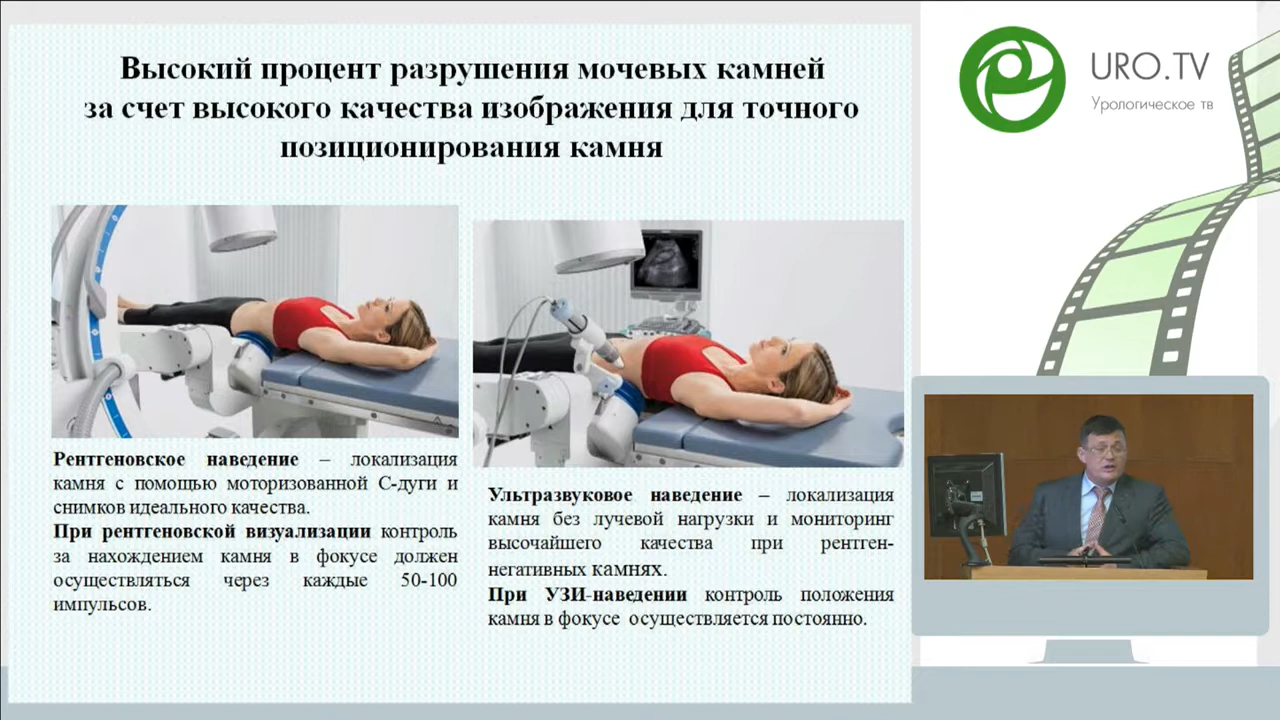 Высокий процент разрушения мочевых камней
за счет высокого качества изображения для точного
позиционирования камня
Рентгеновское наведение – локализация
камня с помощью моторизованной С-дуги и
снимков идеального качества.
При рентгеновской визуализации контроль
за нахождением камня в фокусе должен
осуществляться через каждые 50-100
импульсов.
Ультразвуковое наведение – локализация
камня без лучевой нагрузки и мониторинг
высочайшего качества при рентген-
негативных камнях.
При УЗИ-наведении контроль положения
камня в фокусе осуществляется постоянно.
URO.TV
Урологическое тв